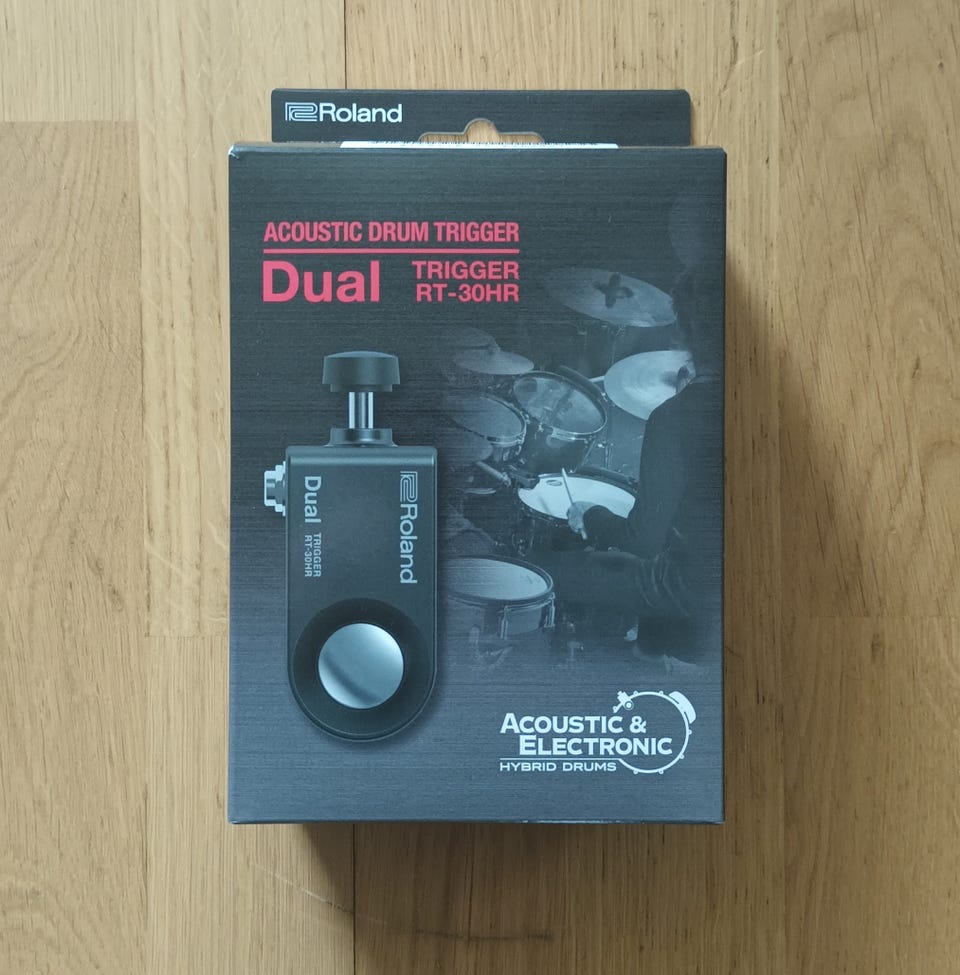 Roland
ACOUSTIC DRUM TRIGGER
Dual
TRIGGER
RT-30HR
Roland
Dual TRIGGER
RT-30HR
ACOUSTIC &
ELECTRONIC
HYBRID DRUMS